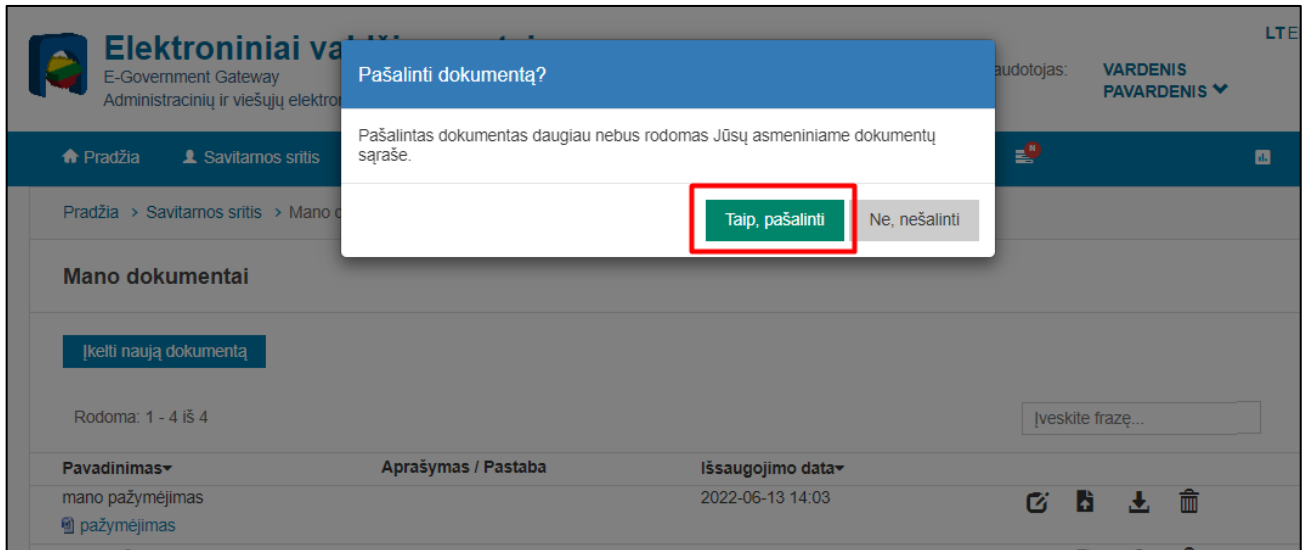 Elektroniniai va
E-Government Gateway
Administracinių ir viešųjų elektro
LTE
audotojas:
VARDENIS
PAVARDENIS
Pašalinti dokumentą?
Pašalintas dokumentas daugiau nebus rodomas Jūsų asmeniniame dokumentų
sąraše.
Taip, pašalinti Ne, nešalinti
Pradžia Savitarnos sritis
N
Pradžia > Savitarnos sritis > Mano d
Mano dokumentai
Įkelti naują dokumentą
Rodoma: 1 - 4 iš 4
Įveskite frazę...
Pavadinimas Aprašymas / Pastaba Išsaugojimo data
mano pažymėjimas 2022-06-13 14:03
pažymėjimas